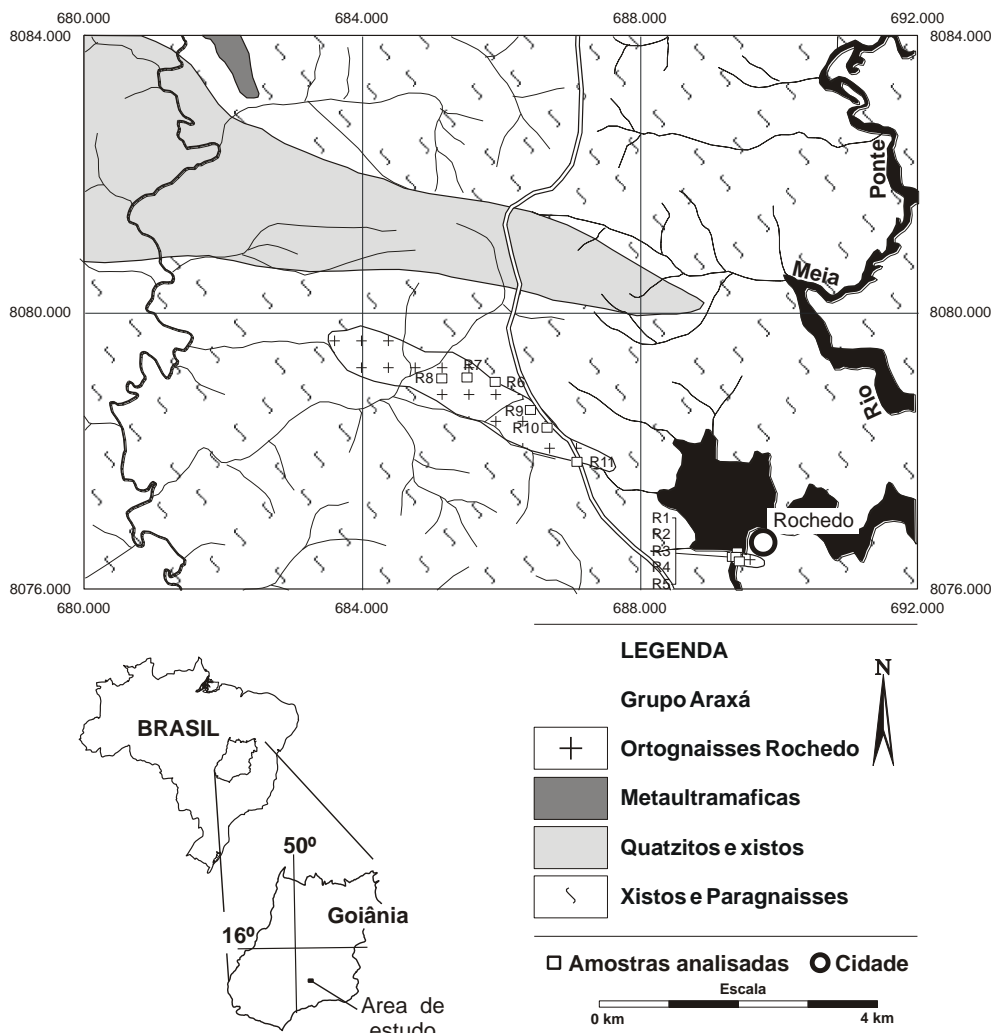 680.000 684.000 688.000 692.000
8084.000 8084.000
Ponte
Meia
8080.000 8080.000
R7
R8 R6
Rio
R9
R10
R11
R1
Rochedo
R2
R3
R4
R5
8076.000 8076.000
680.000 684.000 688.000 692.000
LEGENDA
N
Grupo Araxá
BRASIL
Ortognaisses Rochedo
Metaultramaficas
Quatzitos e xistos
50º
Xistos e Paragnaisses
Goiânia
16º
Amostras analisadas Cidade
Escala
0 km 4 km
Area de
estudo